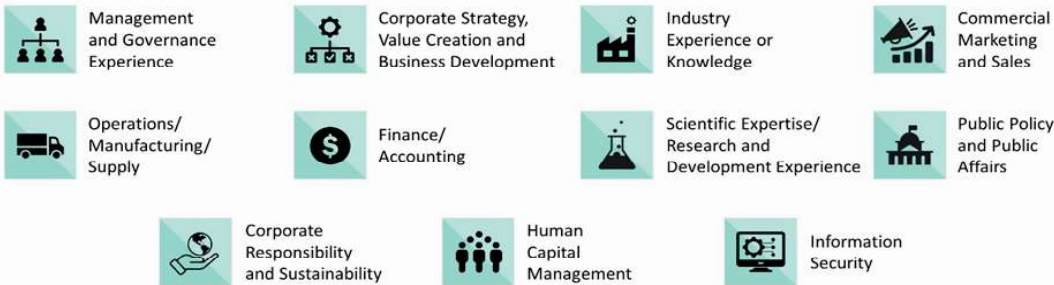 Management
and Governance
Experience
Corporate Strategy,
Value Creation and
Business Development
Industry
Experience or
Knowledge
Commercial
Marketing
and Sales
Operations/
Manufacturing/
Supply
Finance/
Accounting
Scientific Expertise/
Research and
Development Experience
Public Policy
and Public
Affairs
Corporate
Responsibility
and Sustainability
Human
Capital
Management
Information
Security